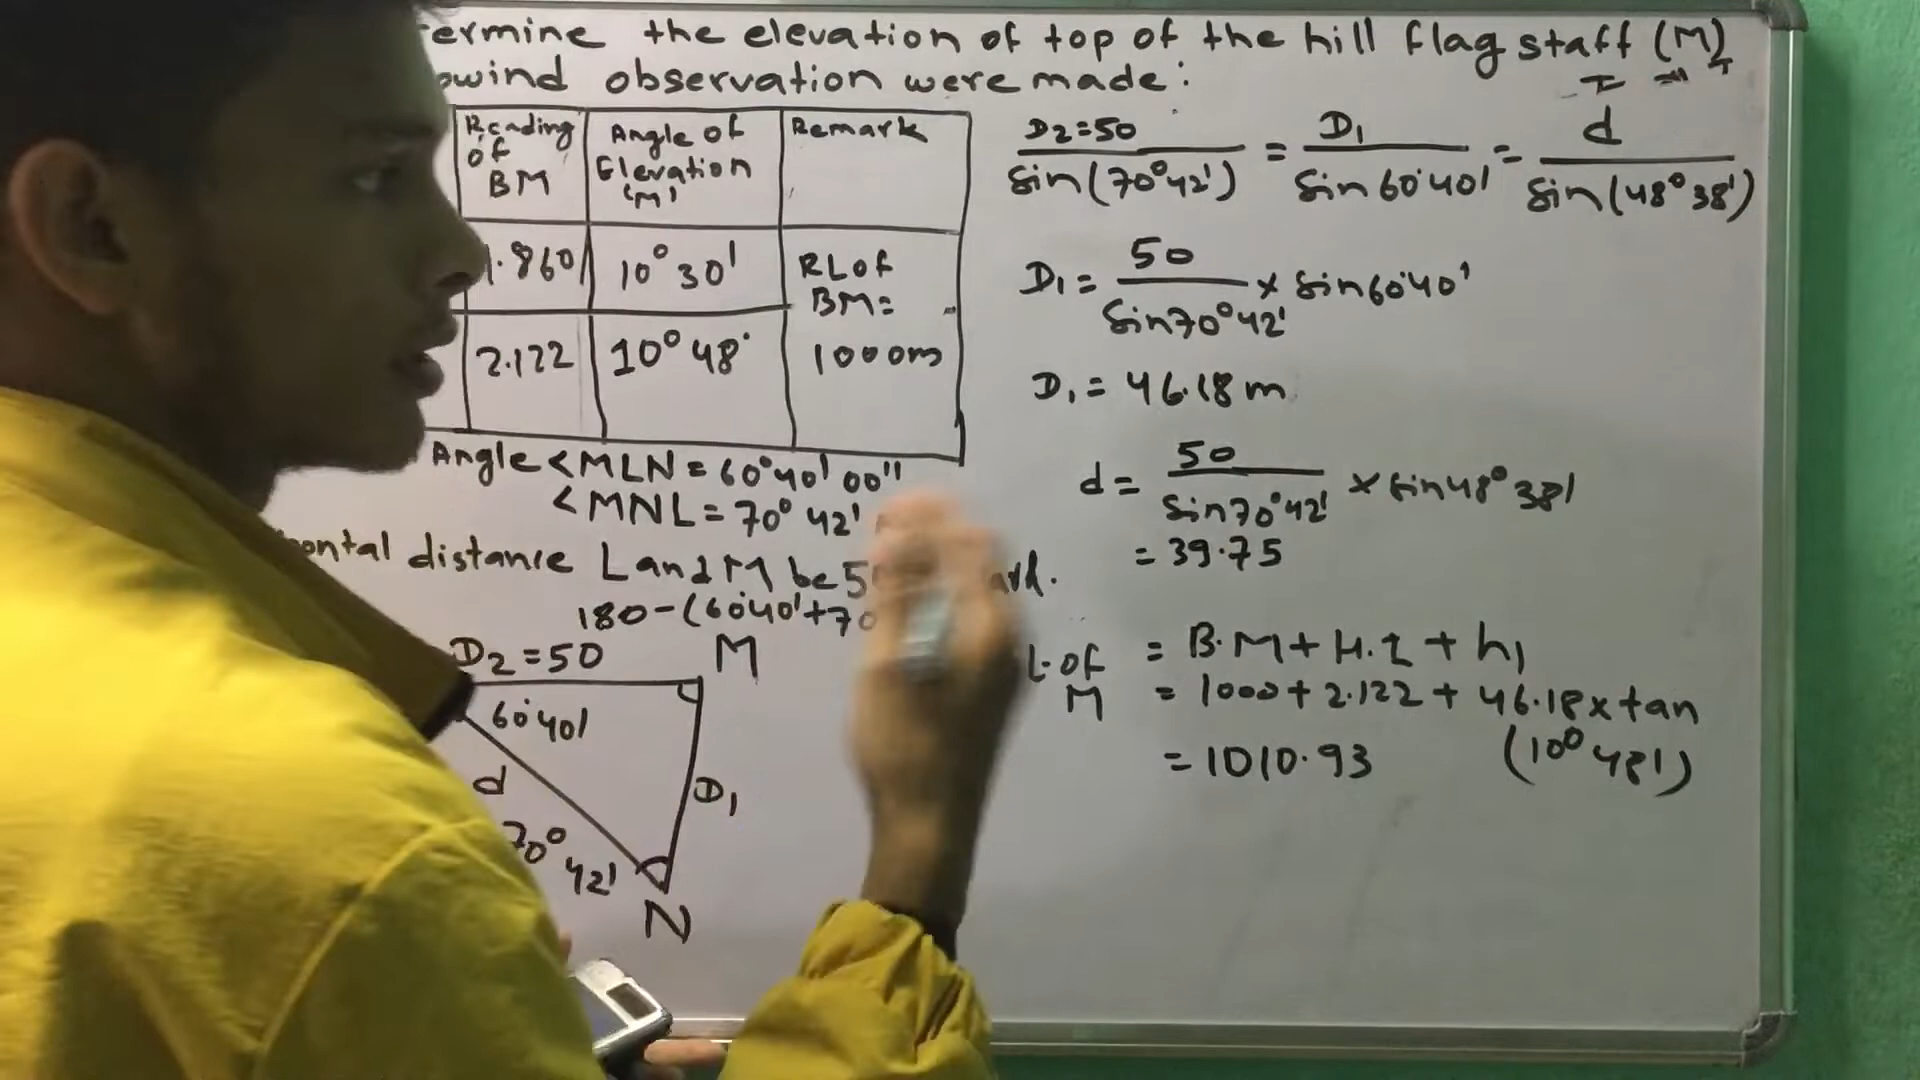 ermine the elevation of top of the hill flag staff (M),
owind observation were made:
Reading of BM
Angle of Elevation (M)
Remark
1.860
10° 30'
RL of BM = 1000m
2.122
10° 48'
Angle <MLN = 60°40'00"
<MNL = 70° 42'
ontal distance L and M be 5
ard.
180-(60°40'+70
D2 = 50
M
60°40'
d
D1
70° 42'
N
D2=50 / Sin(70°42') = D1 / Sin 60°40' = d / Sin(48°38')
D1 = 50 / Sin70°42' × Sin60°40'
D1 = 46.18 m
d = 50 / Sin70°42' × Sin48°38'
= 39.75
L. of M = B.M + H.I + h1
= 1000 + 2.122 + 46.18 x tan (10° 48')
= 1010.93